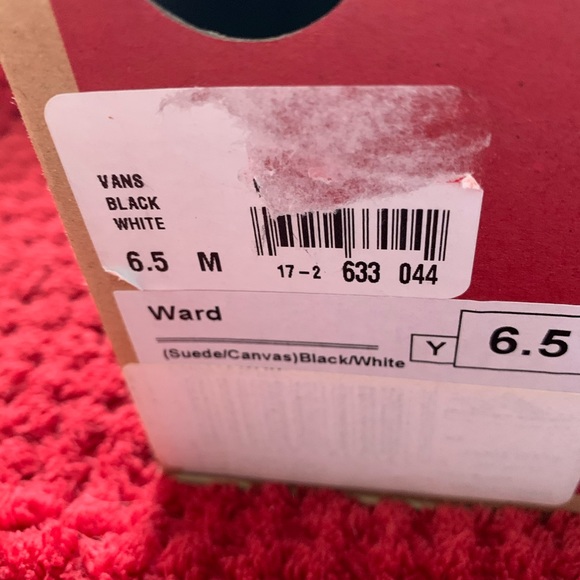 VANS
BLACK
WHITE
6.5 M
17-2 633 044
Ward
(Suede/Canvas)Black/White
Y 6.5